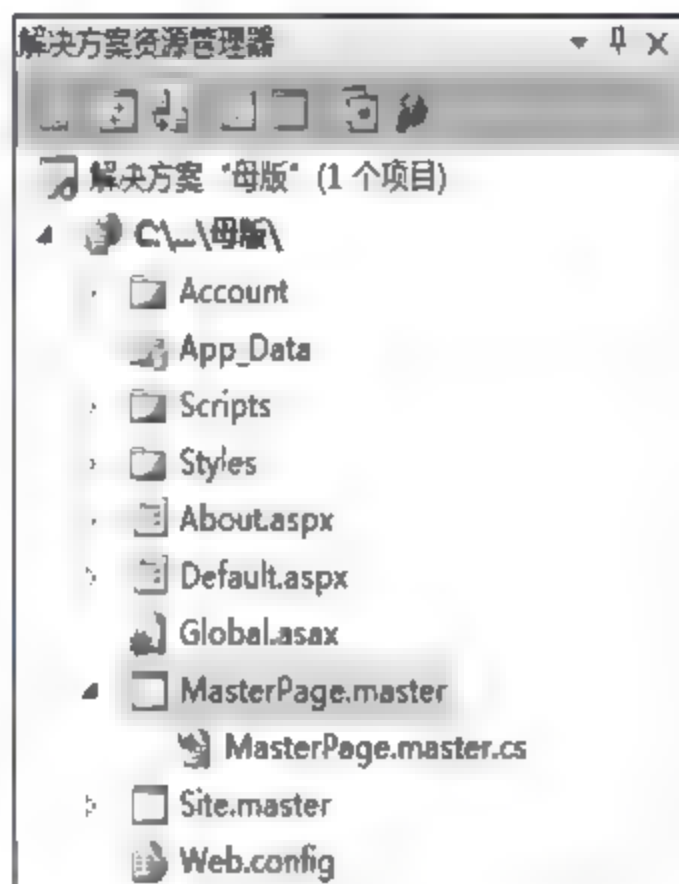 解决方案资源管理器
解决方案 "母版" (1 个项目)
C:\...\母版\
Account
App_Data
Scripts
Styles
About.aspx
Default.aspx
Global.asax
MasterPage.master
MasterPage.master.cs
Site.master
Web.config